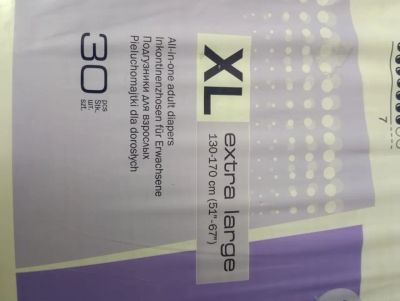 XL
extra large
130-170 cm (51"-67")
All-in-one adult diapers
Inkontinenzhosen für Erwachsene
Подгузники для взрослых
Pieluchomajtki dla dorosłych
30
pcs
Stk.
шт.
szt.
7